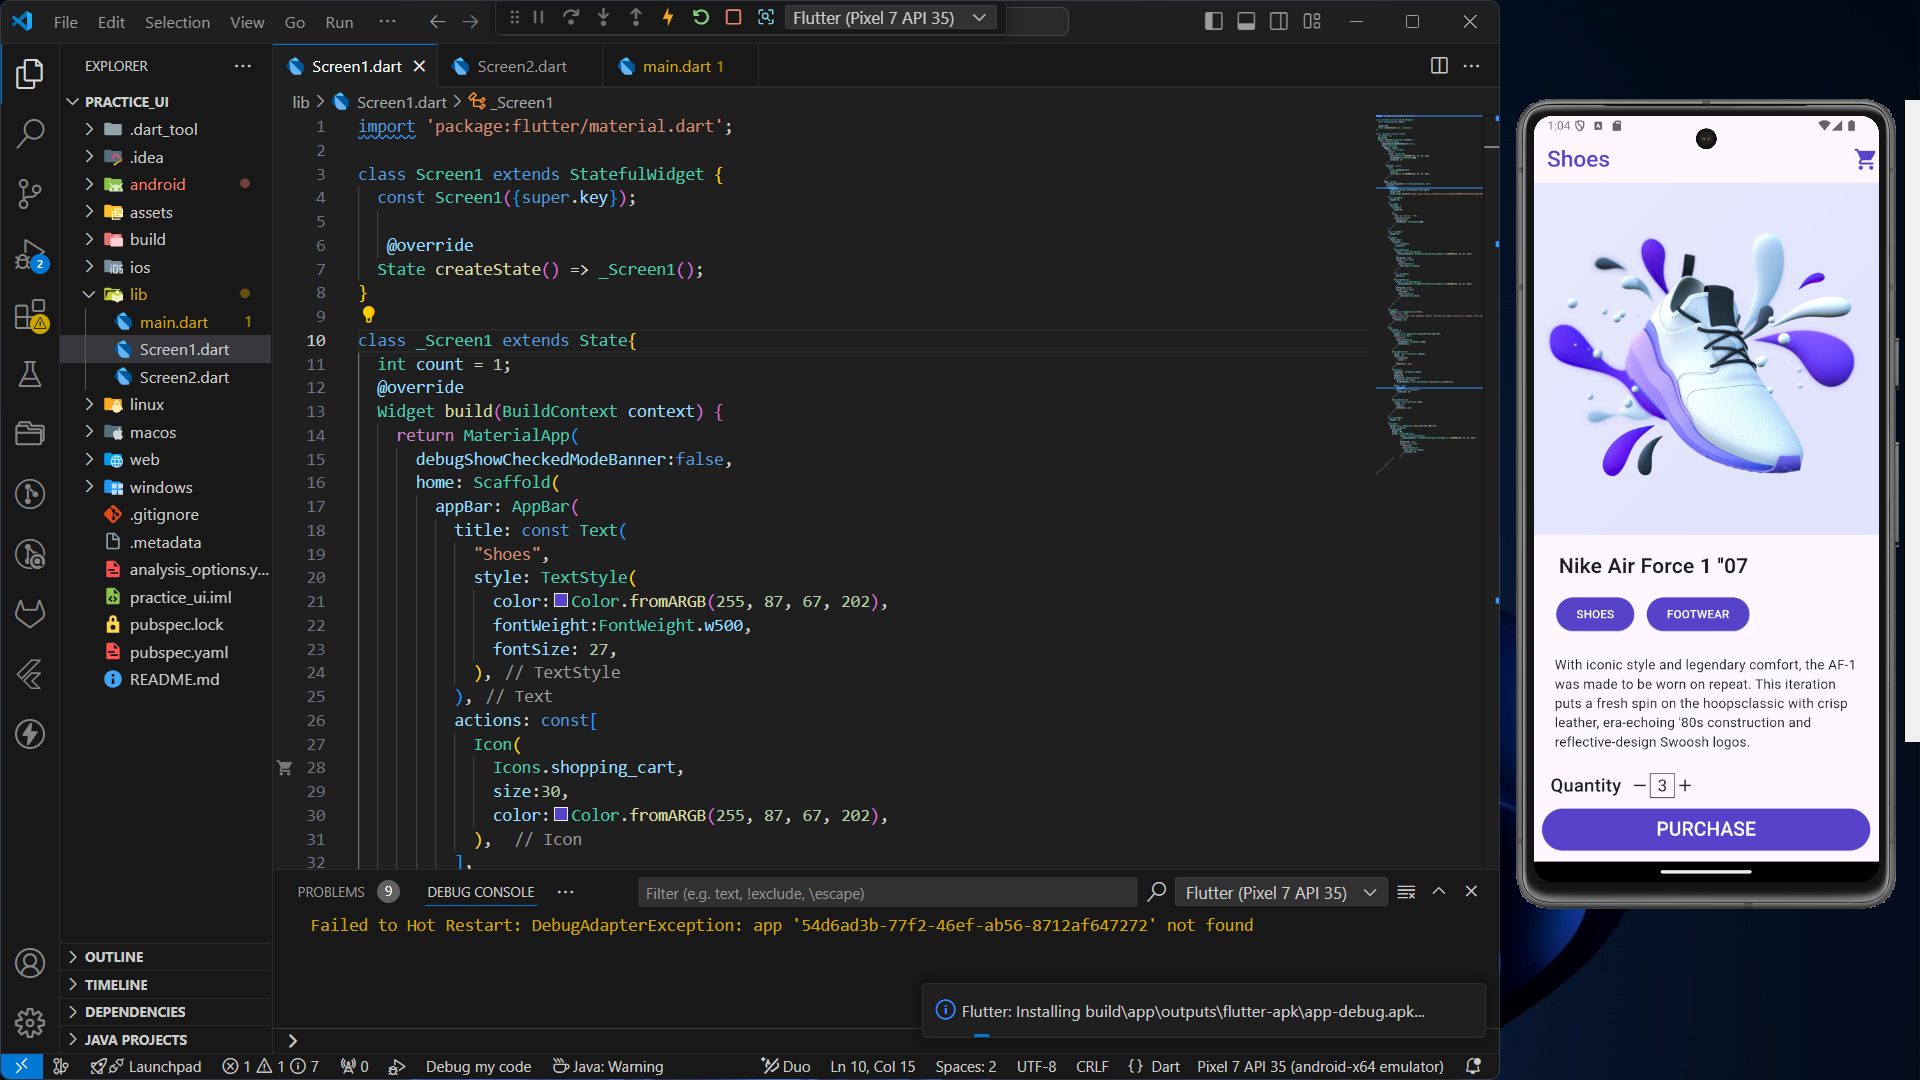 File Edit Selection View Go Run ···
Flutter (Pixel 7 API 35)
EXPLORER
PRACTICE_UI
.dart_tool
.idea
android
assets
build
ios
lib
main.dart 1
Screen1.dart
Screen2.dart
linux
macos
web
windows
.gitignore
.metadata
analysis_options.y...
practice_ui.iml
pubspec.lock
pubspec.yaml
README.md
OUTLINE
TIMELINE
DEPENDENCIES
JAVA PROJECTS
2
Screen1.dart
Screen2.dart
main.dart 1
lib > Screen1.dart > _Screen1
1 import 'package:flutter/material.dart';
2
3 class Screen1 extends StatefulWidget {
4 const Screen1({super.key});
5
6 @override
7 State createState() => _Screen1();
8 }
9
10 class _Screen1 extends State{
11 int count = 1;
12 @override
13 Widget build(BuildContext context) {
14 return MaterialApp(
15 debugShowCheckedModeBanner:false,
16 home: Scaffold(
17 appBar: AppBar(
18 title: const Text(
19 "Shoes",
20 style: TextStyle(
21 color: Color.fromARGB(255, 87, 67, 202),
22 fontWeight:FontWeight.w500,
23 fontSize: 27,
24 ), // TextStyle
25 ), // Text
26 actions: const[
27 Icon(
28 Icons.shopping_cart,
29 size:30,
30 color: Color.fromARGB(255, 87, 67, 202),
31 ), // Icon
32 ],
PROBLEMS 9 DEBUG CONSOLE ···
Filter (e.g. text, !exclude, \escape)
Flutter (Pixel 7 API 35)
Failed to Hot Restart: DebugAdapterException: app '54d6ad3b-77f2-46ef-ab56-8712af647272' not found
Flutter: Installing build\app\outputs\flutter-apk\app-debug.apk...
Launchpad 1 1 7 0 Debug my code Java: Warning Duo Ln 10, Col 15 Spaces: 2 UTF-8 CRLF {} Dart Pixel 7 API 35 (android-x64 emulator)
1:04
Shoes
Nike Air Force 1 "07
SHOES
FOOTWEAR
With iconic style and legendary comfort, the AF-1
was made to be worn on repeat. This iteration
puts a fresh spin on the hoopsclassic with crisp
leather, era-echoing '80s construction and
reflective-design Swoosh logos.
Quantity − 3 +
PURCHASE